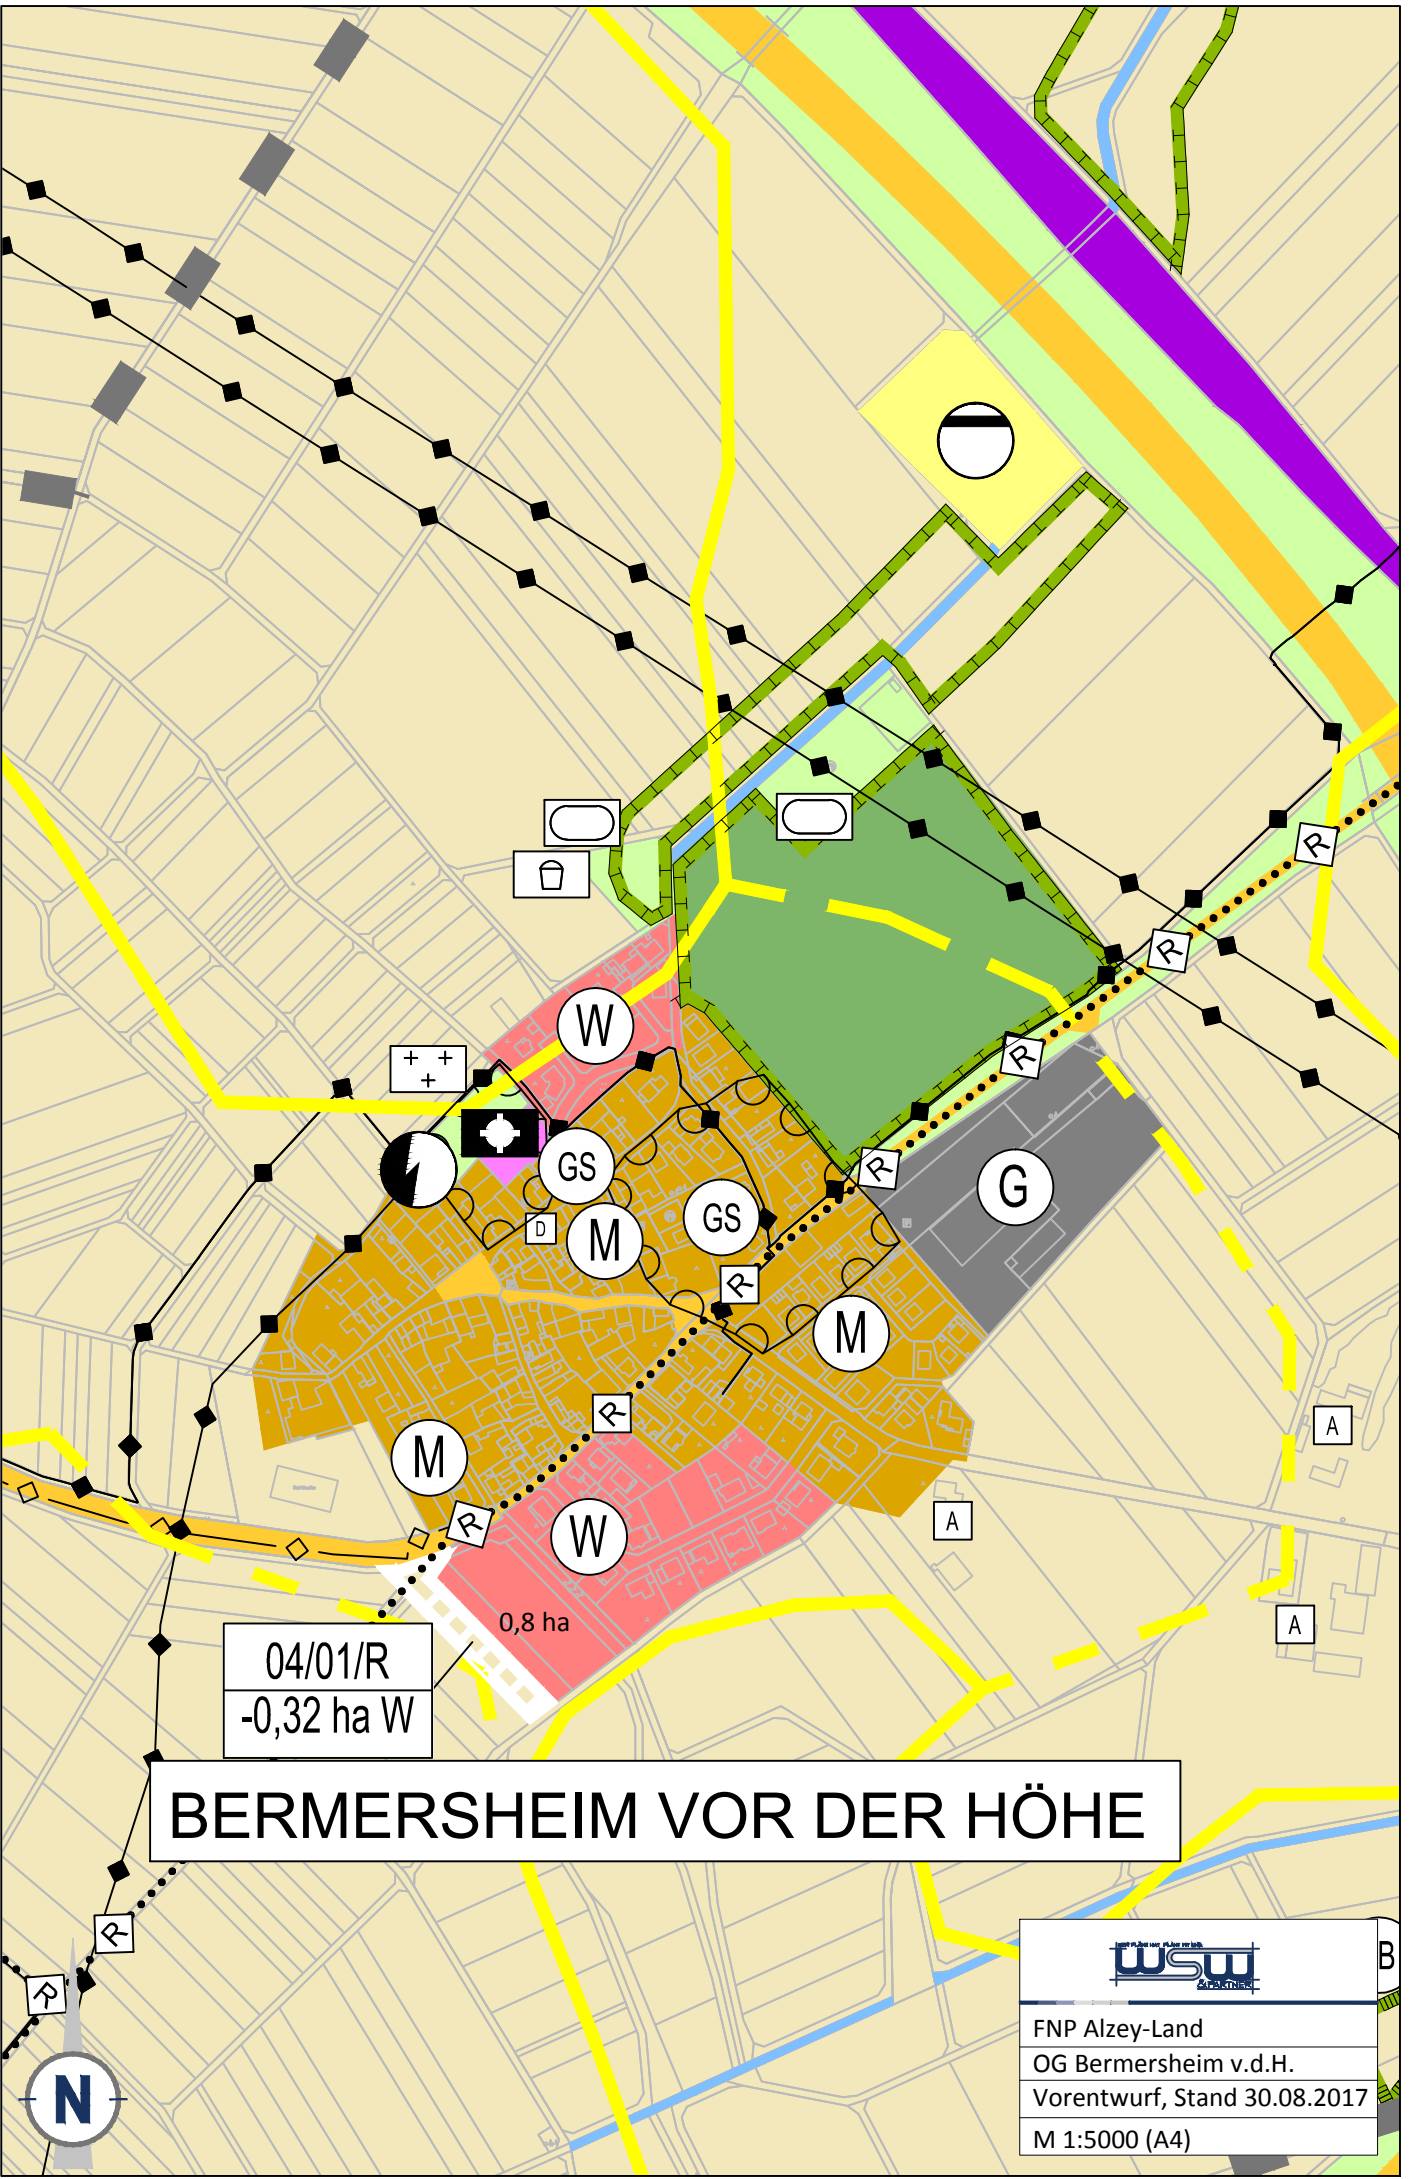 R
W
GS
D
M
GS
R
R
R
R
G
R
M
R
A
M
A
R
W
A
0,8 ha
04/01/R
-0,32 ha W
BERMERSHEIM VOR DER HÖHE
R
R
N
B
WSW
& PARTNER
FNP Alzey-Land
OG Bermersheim v.d.H.
Vorentwurf, Stand 30.08.2017
M 1:5000 (A4)